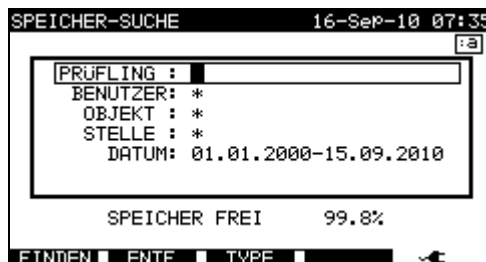 SPEICHER-SUCHE 16-Sep-10 07:35
:a
PRÜFLING :
BENUTZER: *
OBJEKT : *
STELLE : *
DATUM: 01.01.2000-15.09.2010
SPEICHER FREI 99.8%
FINDEN ENTF TYPE